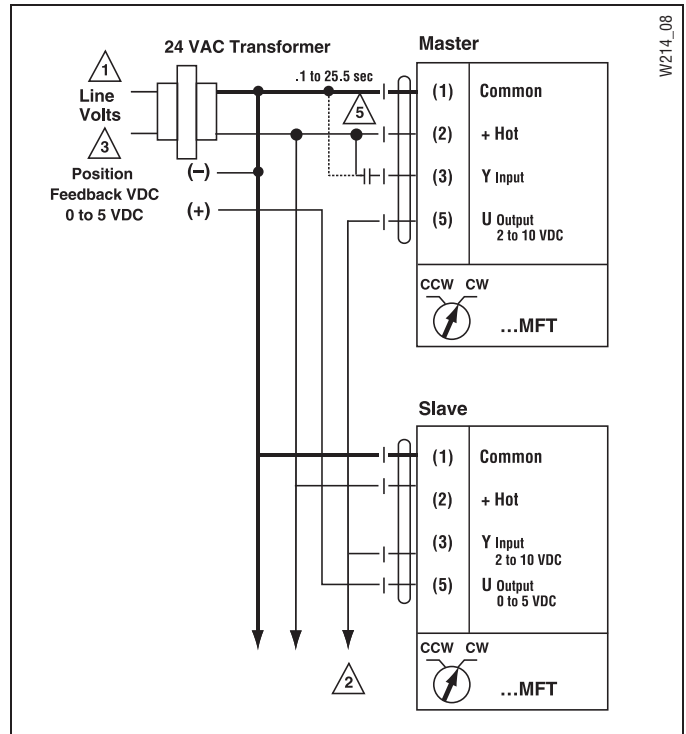 W214_08
24 VAC Transformer
Master
1
Line
Volts
3
Position
Feedback VDC
0 to 5 VDC
(–)
(+)
.1 to 25.5 sec
5
(1) Common
(2) + Hot
(3) Y Input
(5) U Output
2 to 10 VDC
CCW CW
...MFT
Slave
(1) Common
(2) + Hot
(3) Y Input
2 to 10 VDC
(5) U Output
0 to 5 VDC
CCW CW
...MFT
2